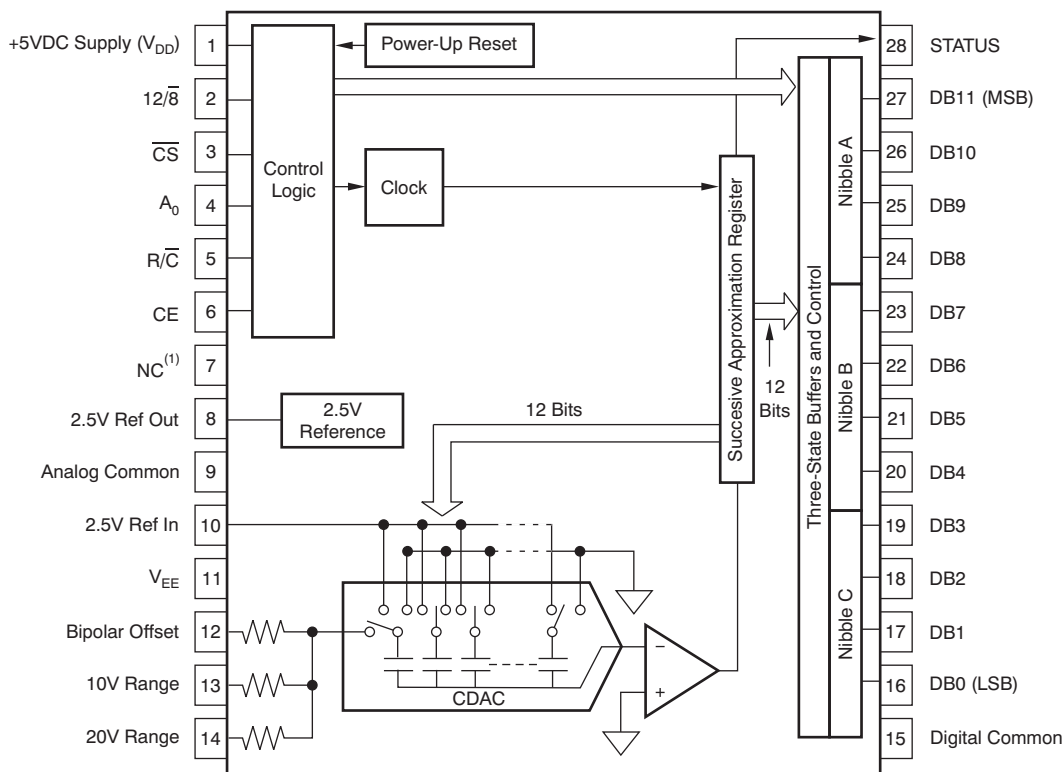 +5VDC Supply (V_DD)
1
12/8̅
2
C̅S̅
3
A₀
4
R/C̅
5
CE
6
NC⁽¹⁾
7
2.5V Ref Out
8
Analog Common
9
2.5V Ref In
10
V_EE
11
Bipolar Offset
12
10V Range
13
20V Range
14
Control
Logic
Power-Up Reset
Clock
2.5V
Reference
12 Bits
CDAC
−
+
Succesive Approximation Register
12
Bits
Three-State Buffers and Control
Nibble A
Nibble B
Nibble C
28
STATUS
27
DB11 (MSB)
26
DB10
25
DB9
24
DB8
23
DB7
22
DB6
21
DB5
20
DB4
19
DB3
18
DB2
17
DB1
16
DB0 (LSB)
15
Digital Common